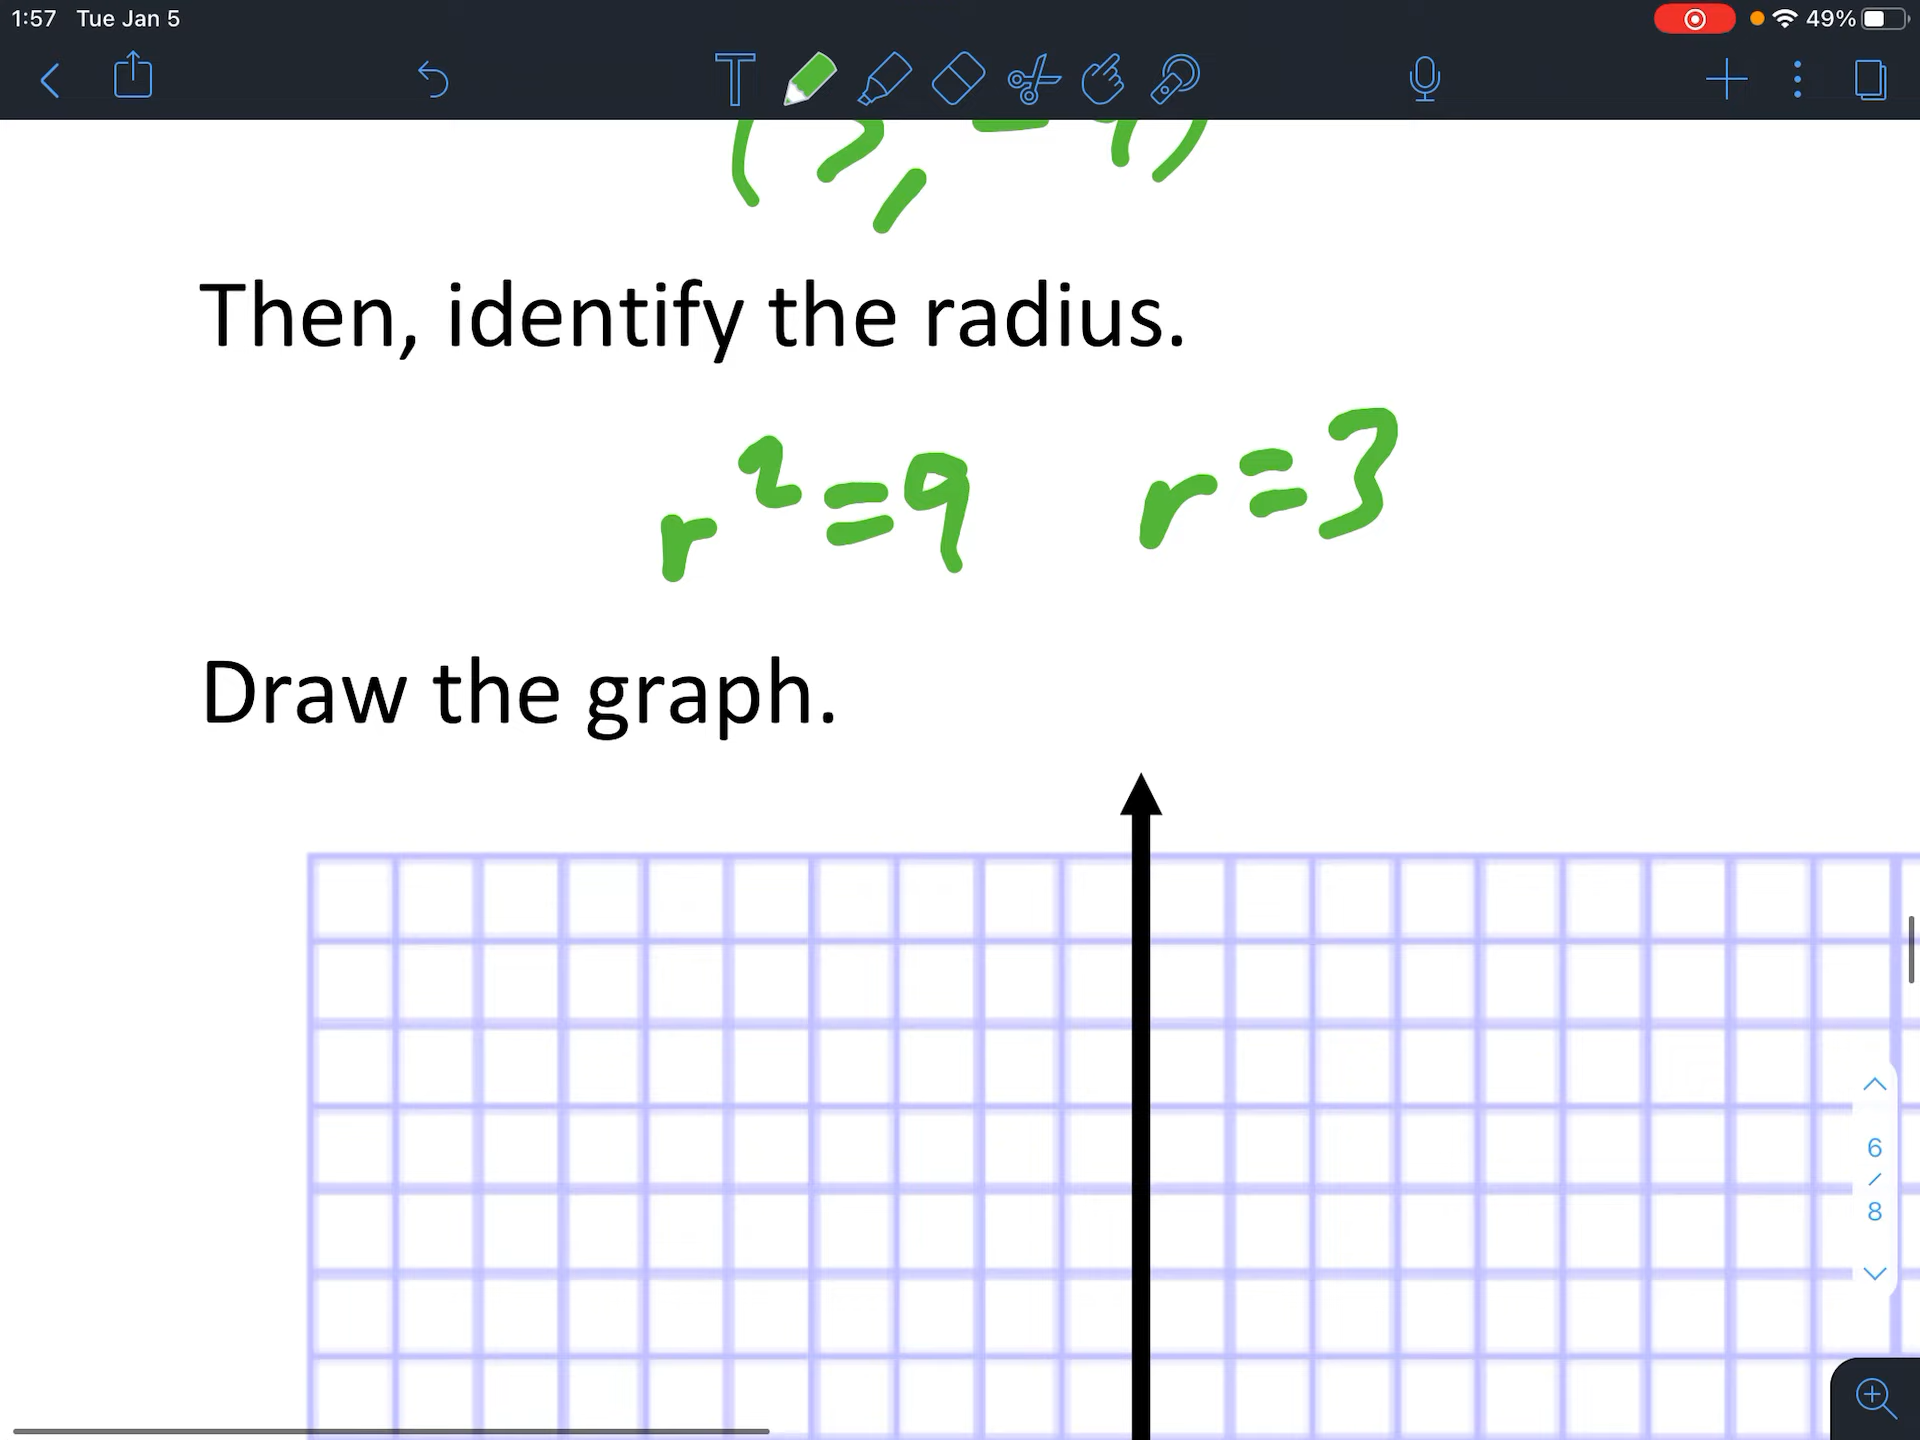 1:57 Tue Jan 5 49%
T
Then, identify the radius.
r²=9 r=3
Draw the graph.
6
/
8